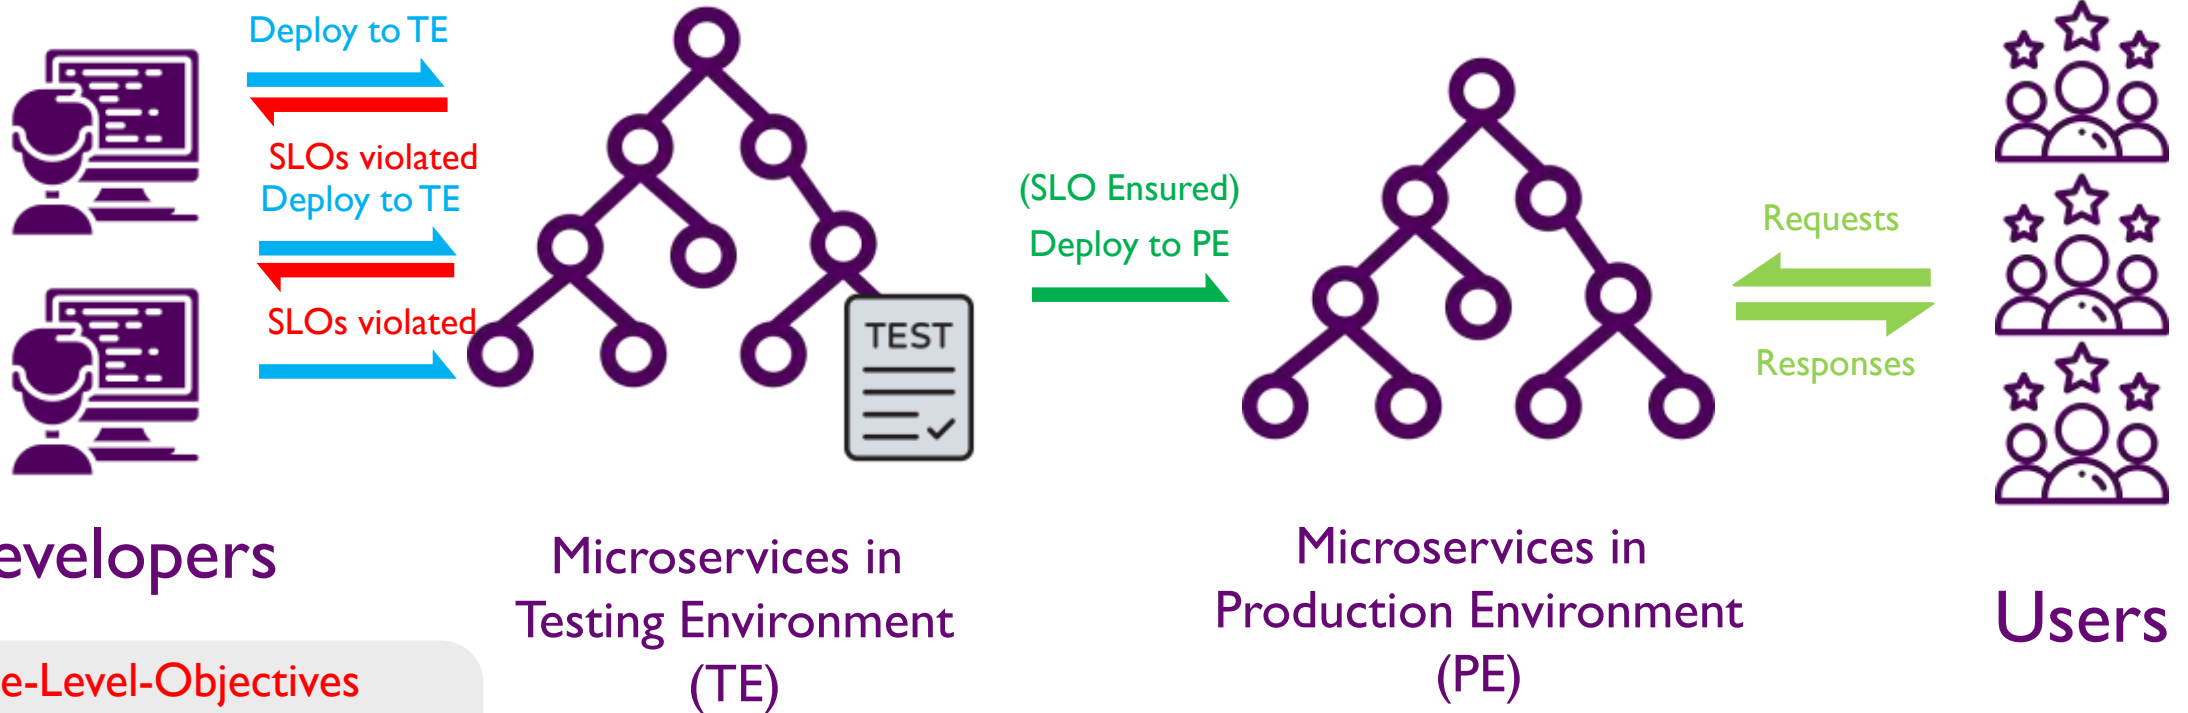 Deploy to TE
SLOs violated
Deploy to TE
SLOs violated
TEST
(SLO Ensured)
Deploy to PE
Requests
Responses
evelopers
Microservices in
Testing Environment
(TE)
Microservices in
Production Environment
(PE)
Users
e-Level-Objectives